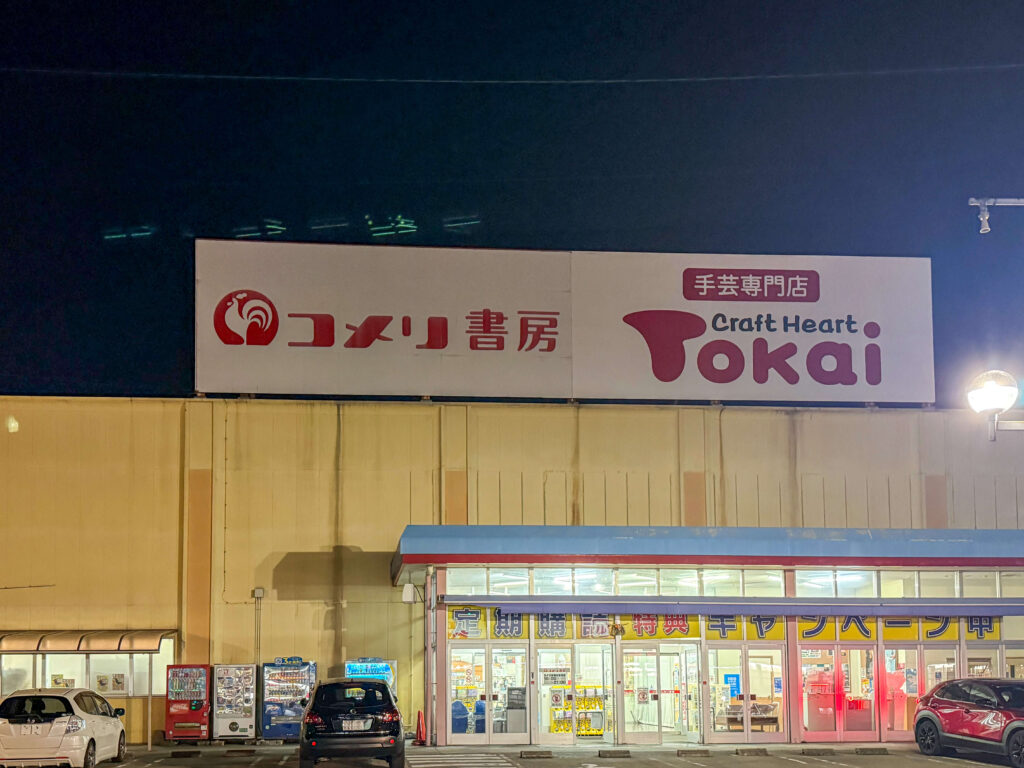 コメリ書房
手芸専門店
Craft Heart
Tokai
定期購読特典キャンペーン中